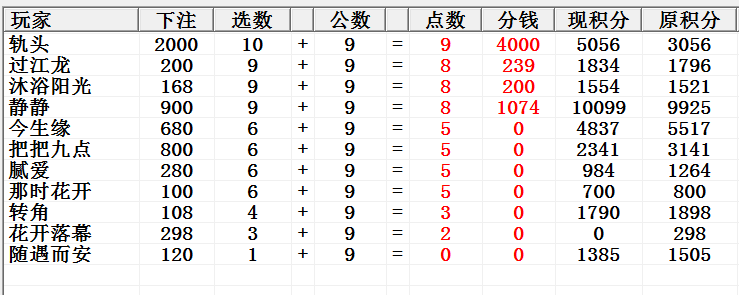 玩家 下注 选数 公数 点数 分钱 现积分 原积分
轨头 2000 10 + 9 = 9 4000 5056 3056
过江龙 200 9 + 9 = 8 239 1834 1796
沐浴阳光 168 9 + 9 = 8 200 1554 1521
静静 900 9 + 9 = 8 1074 10099 9925
今生缘 680 6 + 9 = 5 0 4837 5517
把把九点 800 6 + 9 = 5 0 2341 3141
腻爱 280 6 + 9 = 5 0 984 1264
那时花开 100 6 + 9 = 5 0 700 800
转角 108 4 + 9 = 3 0 1790 1898
花开落幕 298 3 + 9 = 2 0 0 298
随遇而安 120 1 + 9 = 0 0 1385 1505